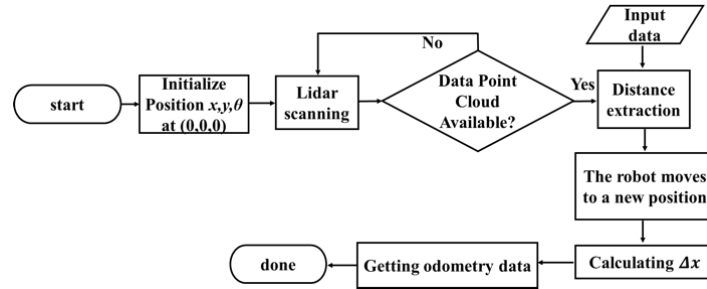 start
Initialize
Position x,y,θ
at (0,0,0)
Lidar
scanning
No
Data Point
Cloud
Available?
Yes
Input
data
Distance
extraction
The robot moves
to a new position
Calculating Δx
Getting odometry data
done